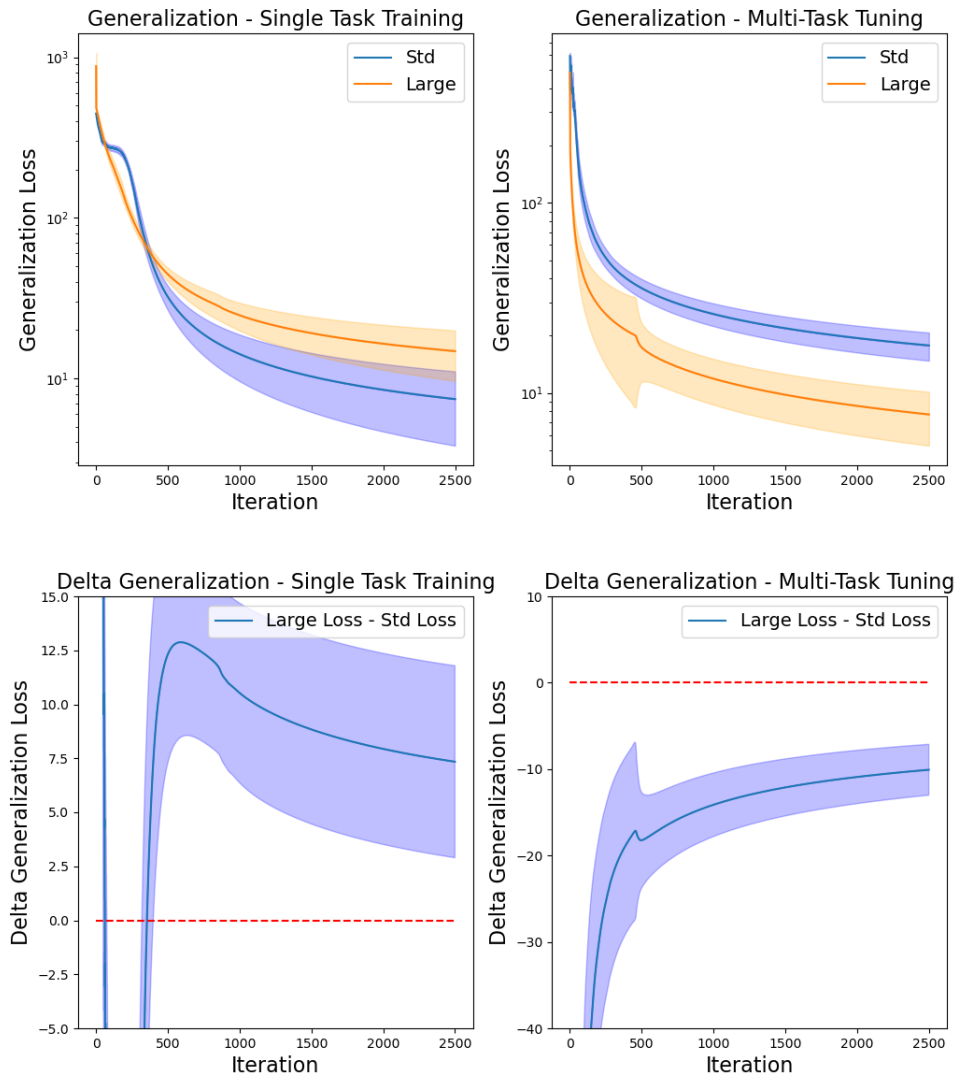 Generalization - Single Task Training
Generalization Loss
10³
10²
10¹
Std
Large
0 500 1000 1500 2000 2500
Iteration
Generalization - Multi-Task Tuning
Generalization Loss
10²
10¹
Std
Large
0 500 1000 1500 2000 2500
Iteration
Delta Generalization - Single Task Training
Delta Generalization Loss
15.0
12.5
10.0
7.5
5.0
2.5
0.0
−2.5
−5.0
Large Loss - Std Loss
0 500 1000 1500 2000 2500
Iteration
Delta Generalization - Multi-Task Tuning
Delta Generalization Loss
10
0
−10
−20
−30
−40
Large Loss - Std Loss
0 500 1000 1500 2000 2500
Iteration